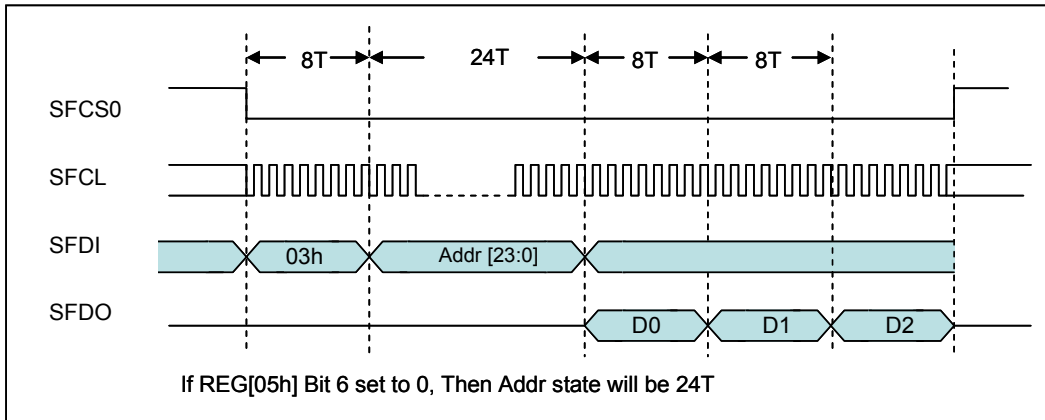 8T 24T 8T 8T
SFCS0
SFCL
SFDI 03h Addr [23:0]
SFDO D0 D1 D2
If REG[05h] Bit 6 set to 0, Then Addr state will be 24T